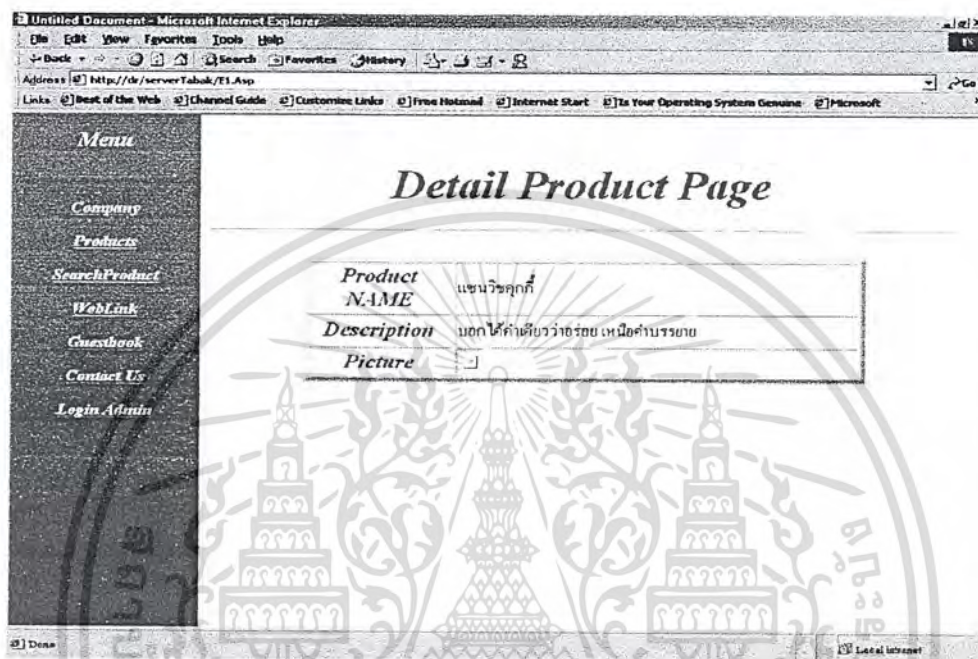 Untitled Document - Microsoft Internet Explorer
File Edit View Favorites Tools Help
Back Search Favorites History
Address http://dr/serverTabak/E1.Asp Go
Links Best of the Web Channel Guide Customize Links Free Hotmail Internet Start Is Your Operating System Genuine Microsoft
Menu
Company
Products
SearchProduct
WebLink
Guestbook
Contact Us
Login Admin
Detail Product Page
Product NAME แซนวิชคุกกี้
Description บอกได้คำเดียวว่าอร่อย เหนือคำบรรยาย
Picture
Done Local intranet